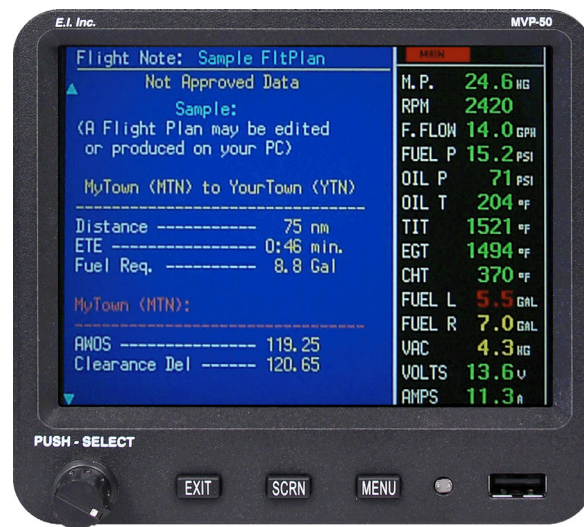 E.I. Inc. MVP-50
Flight Note: Sample FltPlan
Not Approved Data
Sample:
(A Flight Plan may be edited
or produced on your PC)
MyTown (MTN) to YourTown (YTN)
--------------------------------
Distance ----------- 75 nm
ETE ---------------- 0:46 min.
Fuel Req. ---------- 8.8 Gal
MyTown (MTN):
--------------------------------
AWOS --------------- 119.25
Clearance Del ------ 120.65
MAIN
M.P. 24.6 HG
RPM 2420
F.FLOW 14.0 GPH
FUEL P 15.2 PSI
OIL P 71 PSI
OIL T 204 °F
TIT 1521 °F
EGT 1494 °F
CHT 370 °F
FUEL L 5.5 GAL
FUEL R 7.0 GAL
VAC 4.3 HG
VOLTS 13.6 V
AMPS 11.3 A
PUSH - SELECT
EXIT SCRN MENU